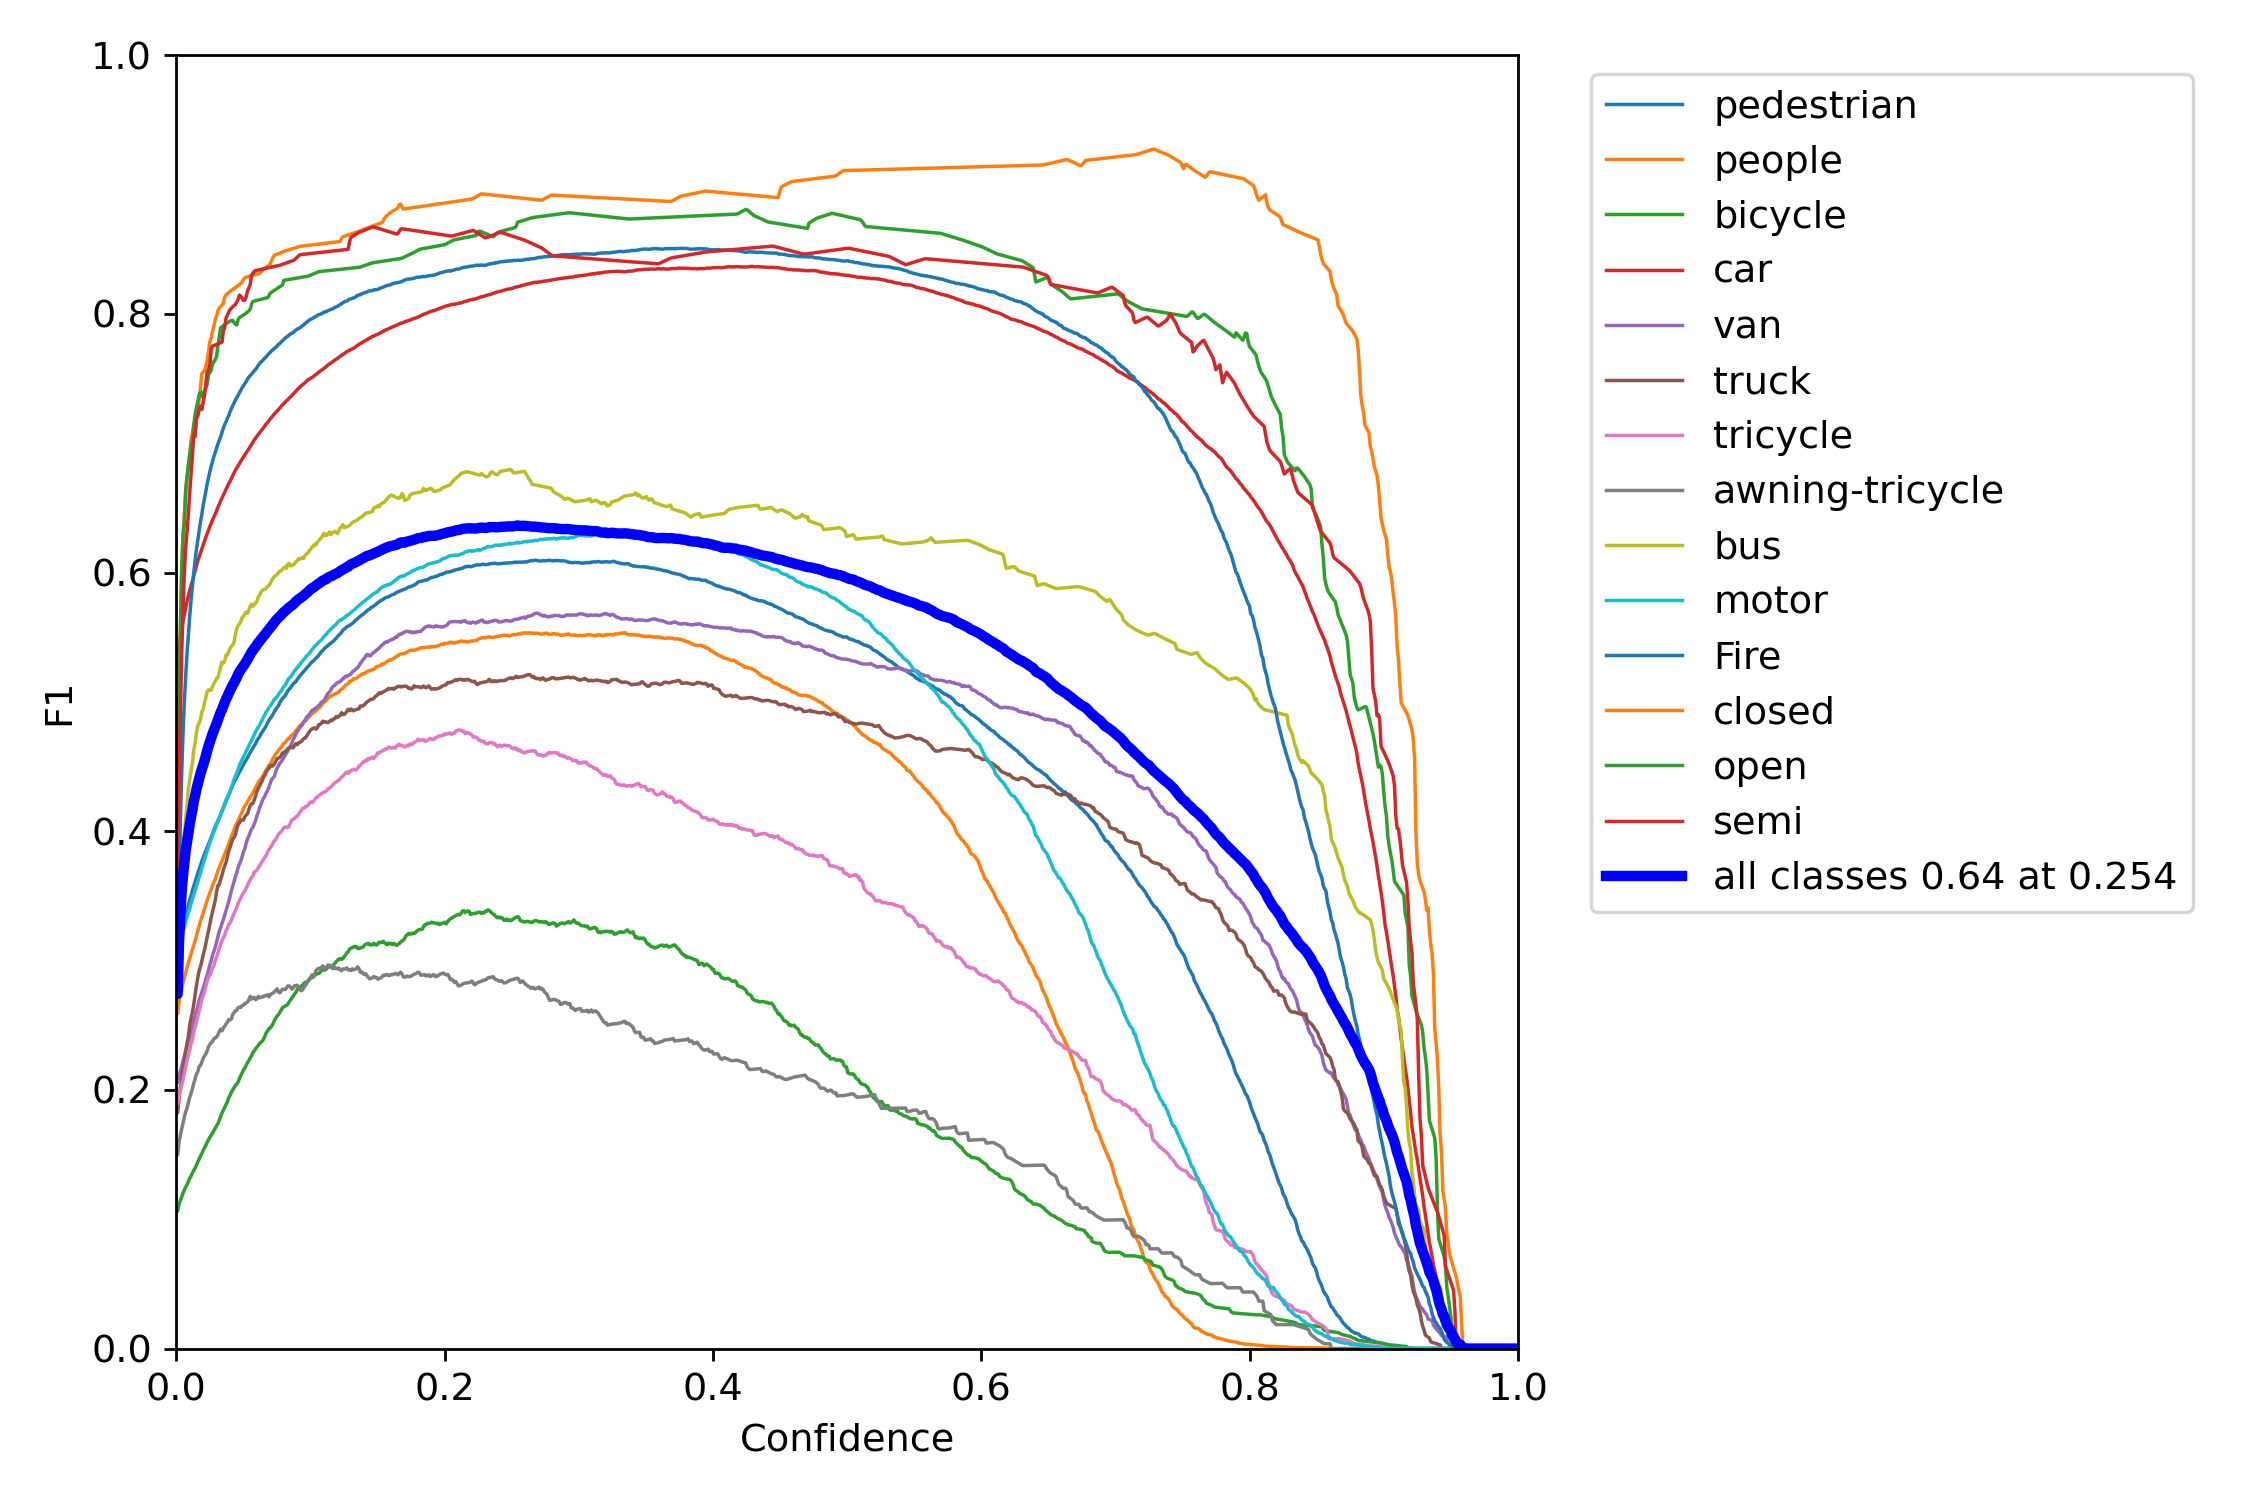 1.0
0.8
0.6
0.4
0.2
0.0
F1
0.0 0.2 0.4 0.6 0.8 1.0
Confidence
pedestrian
people
bicycle
car
van
truck
tricycle
awning-tricycle
bus
motor
Fire
closed
open
semi
all classes 0.64 at 0.254